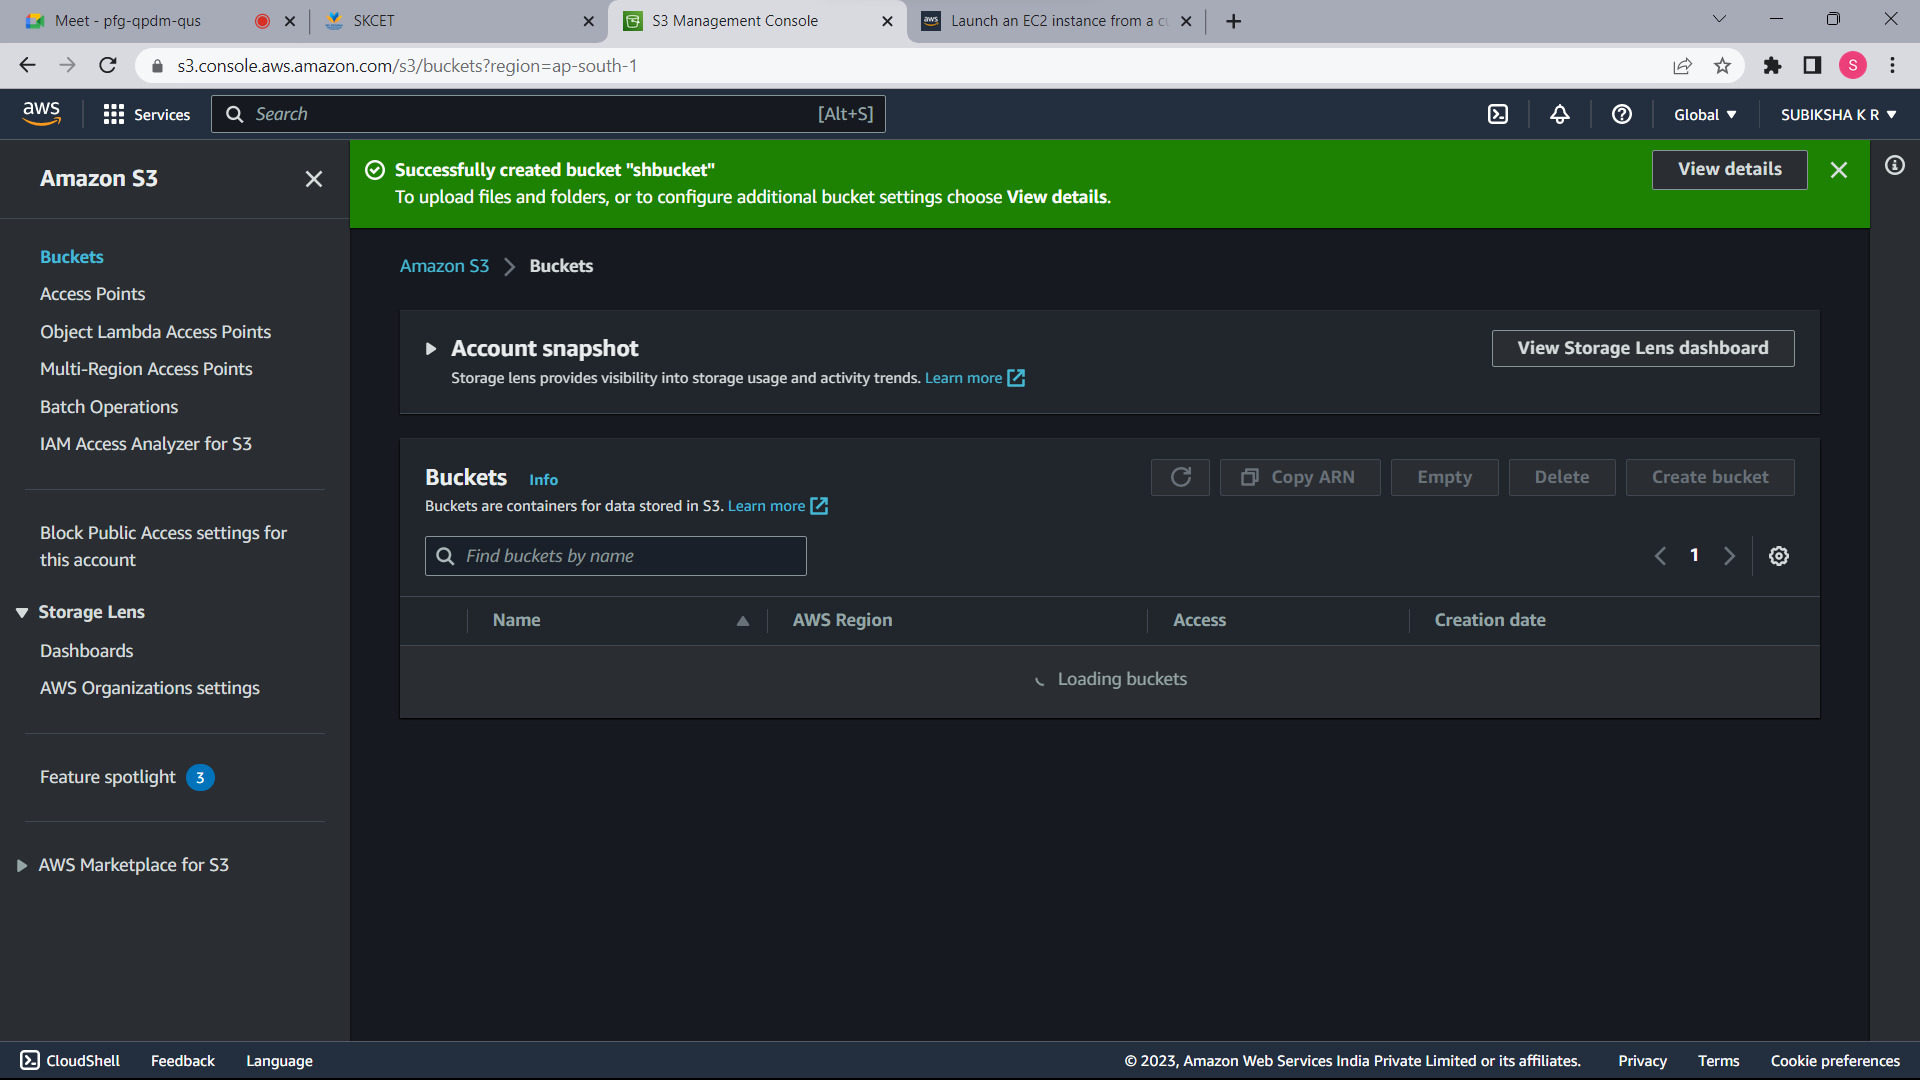 Meet - pfg-qpdm-qus
SKCET
S3 Management Console
Launch an EC2 instance from a cu
s3.console.aws.amazon.com/s3/buckets?region=ap-south-1
S
aws
Services
Search
[Alt+S]
Global
SUBIKSHA K R
Amazon S3
Buckets
Access Points
Object Lambda Access Points
Multi-Region Access Points
Batch Operations
IAM Access Analyzer for S3
Block Public Access settings for
this account
Storage Lens
Dashboards
AWS Organizations settings
Feature spotlight 3
AWS Marketplace for S3
Successfully created bucket "shbucket"
To upload files and folders, or to configure additional bucket settings choose View details.
View details
Amazon S3 > Buckets
Account snapshot
Storage lens provides visibility into storage usage and activity trends. Learn more
View Storage Lens dashboard
Buckets Info
Buckets are containers for data stored in S3. Learn more
Copy ARN
Empty
Delete
Create bucket
Find buckets by name
1
Name
AWS Region
Access
Creation date
Loading buckets
CloudShell
Feedback
Language
© 2023, Amazon Web Services India Private Limited or its affiliates.
Privacy
Terms
Cookie preferences